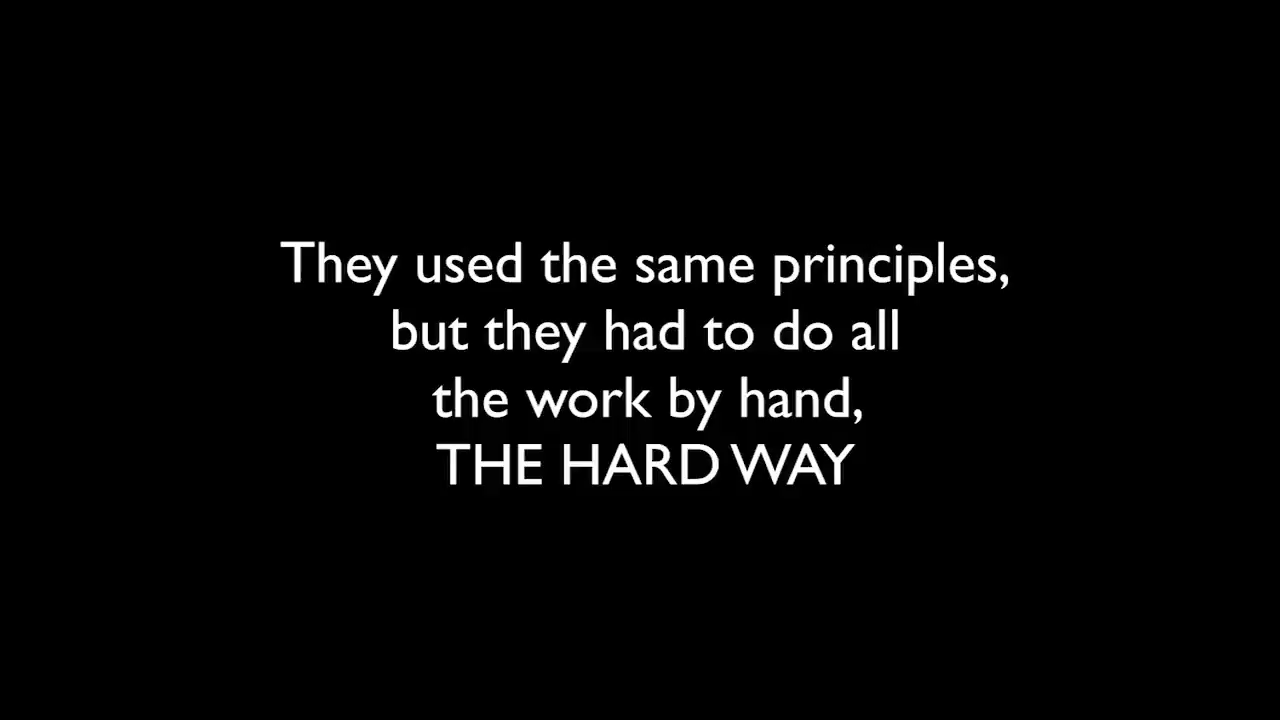 They used the same principles,
but they had to do all
the work by hand,
THE HARD WAY